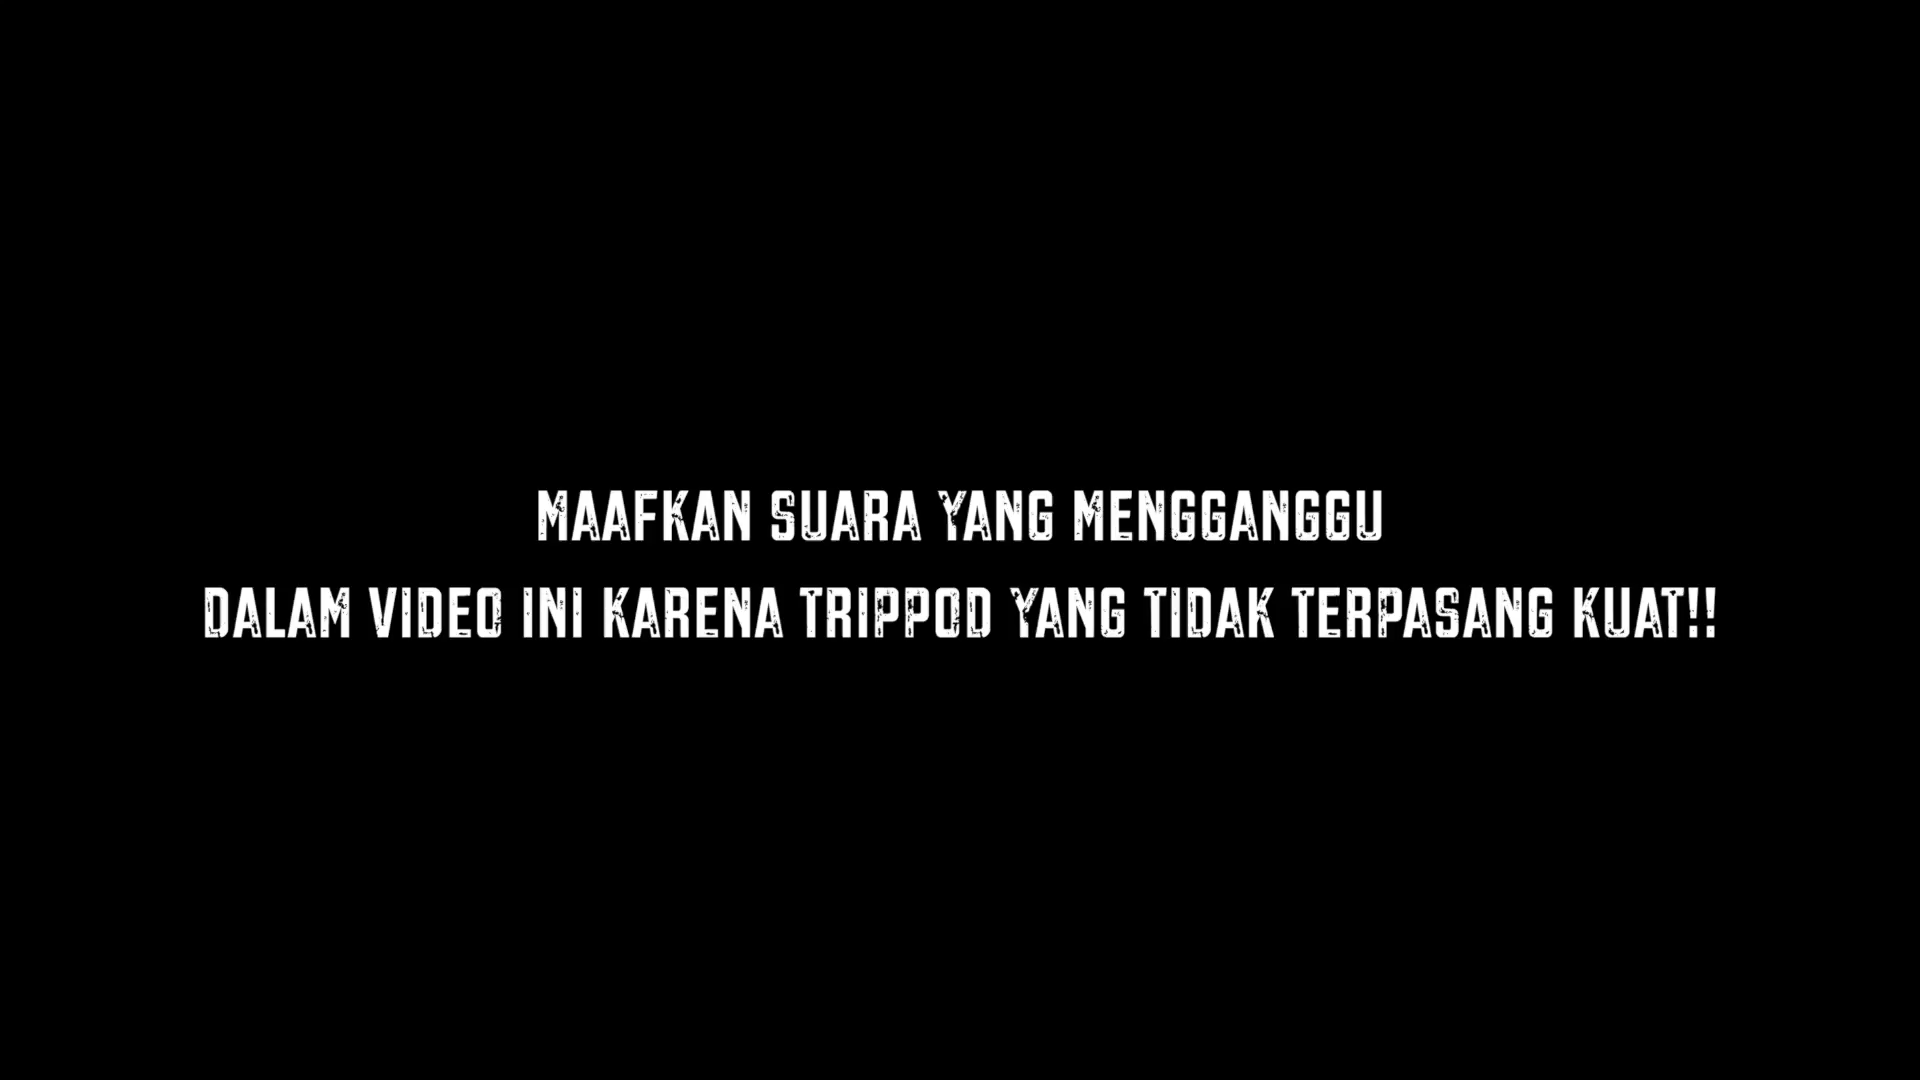 MAAFKAN SUARA YANG MENGGANGGU
DALAM VIDEO INI KARENA TRIPPOD YANG TIDAK TERPASANG KUAT!!